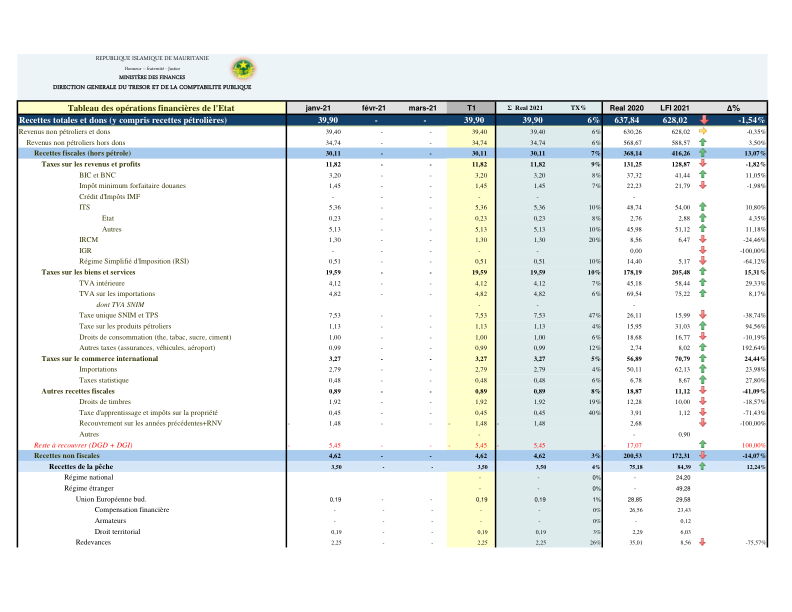 REPUBLIQUE ISLAMIQUE DE MAURITANIE
Honneur – Fraternité - Justice
MINISTÈRE DES FINANCES
DIRECTION GENERALE DU TRESOR ET DE LA COMPTABILITE PUBLIQUE
Tableau des opérations financières de l'Etat janv-21 févr-21 mars-21 T1 Σ Real 2021 TX% Real 2020 LFI 2021 Δ%
Recettes totales et dons (y compris recettes pétrolières) 39,90 - - 39,90 39,90 6% 637,84 628,02 -1,54%
Revenus non pétroliers et dons 39,40 - - 39,40 39,40 6% 630,26 628,02 -0,35%
Revenus non pétroliers hors dons 34,74 - - 34,74 34,74 6% 568,67 588,57 3,50%
Recettes fiscales (hors pétrole) 30,11 - - 30,11 30,11 7% 368,14 416,26 13,07%
Taxes sur les revenus et profits 11,82 - - 11,82 11,82 9% 131,25 128,87 -1,82%
BIC et BNC 3,20 - - 3,20 3,20 8% 37,32 41,44 11,05%
Impôt minimum forfaitaire douanes 1,45 - - 1,45 1,45 7% 22,23 21,79 -1,98%
Crédit d'Impôts IMF - - - - - -
ITS 5,36 - - 5,36 5,36 10% 48,74 54,00 10,80%
Etat 0,23 - - 0,23 0,23 8% 2,76 2,88 4,35%
Autres 5,13 - - 5,13 5,13 10% 45,98 51,12 11,18%
IRCM 1,30 - - 1,30 1,30 20% 8,56 6,47 -24,46%
IGR - - - - - 0,00 -100,00%
Régime Simplifié d'Imposition (RSI) 0,51 - - 0,51 0,51 10% 14,40 5,17 -64,12%
Taxes sur les biens et services 19,59 - - 19,59 19,59 10% 178,19 205,48 15,31%
TVA intérieure 4,12 - - 4,12 4,12 7% 45,18 58,44 29,33%
TVA sur les importations 4,82 - - 4,82 4,82 6% 69,54 75,22 8,17%
dont TVA SNIM - - - - - -
Taxe unique SNIM et TPS 7,53 - - 7,53 7,53 47% 26,11 15,99 -38,74%
Taxe sur les produits pétroliers 1,13 - - 1,13 1,13 4% 15,95 31,03 94,56%
Droits de consommation (the, tabac, sucre, ciment) 1,00 - - 1,00 1,00 6% 18,68 16,77 -10,19%
Autres taxes (assurances, véhicules, aéroport) 0,99 - - 0,99 0,99 12% 2,74 8,02 192,64%
Taxes sur le commerce international 3,27 - - 3,27 3,27 5% 56,89 70,79 24,44%
Importations 2,79 - - 2,79 2,79 4% 50,11 62,13 23,98%
Taxes statistique 0,48 - - 0,48 0,48 6% 6,78 8,67 27,80%
Autres recettes fiscales 0,89 - - 0,89 0,89 8% 18,87 11,12 -41,09%
Droits de timbres 1,92 - - 1,92 1,92 19% 12,28 10,00 -18,57%
Taxe d'apprentissage et impôts sur la propriété 0,45 - - 0,45 0,45 40% 3,91 1,12 -71,43%
Recouvrement sur les années précédentes+RNV - 1,48 - - - 1,48 - 1,48 2,68 -100,00%
Autres - - - - - - 0,90
Reste à recouvrer (DGD + DGI) - 5,45 - - - 5,45 - 5,45 - 17,07 100,00%
Recettes non fiscales 4,62 - - 4,62 4,62 3% 200,53 172,31 -14,07%
Recettes de la pêche 3,50 - - 3,50 3,50 4% 75,18 84,39 12,24%
Régime national - - 0% - 24,20
Régime étranger - - 0% - 49,28
Union Européenne bud. 0,19 - - 0,19 0,19 1% 28,85 29,58
Compensation financière - - - - - 0% 26,56 23,43
Armateurs - - - - - 0% - 0,12
Droit territorial 0,19 - - 0,19 0,19 3% 2,29 6,03
Redevances 2,25 - - 2,25 2,25 26% 35,01 8,56 -75,57%